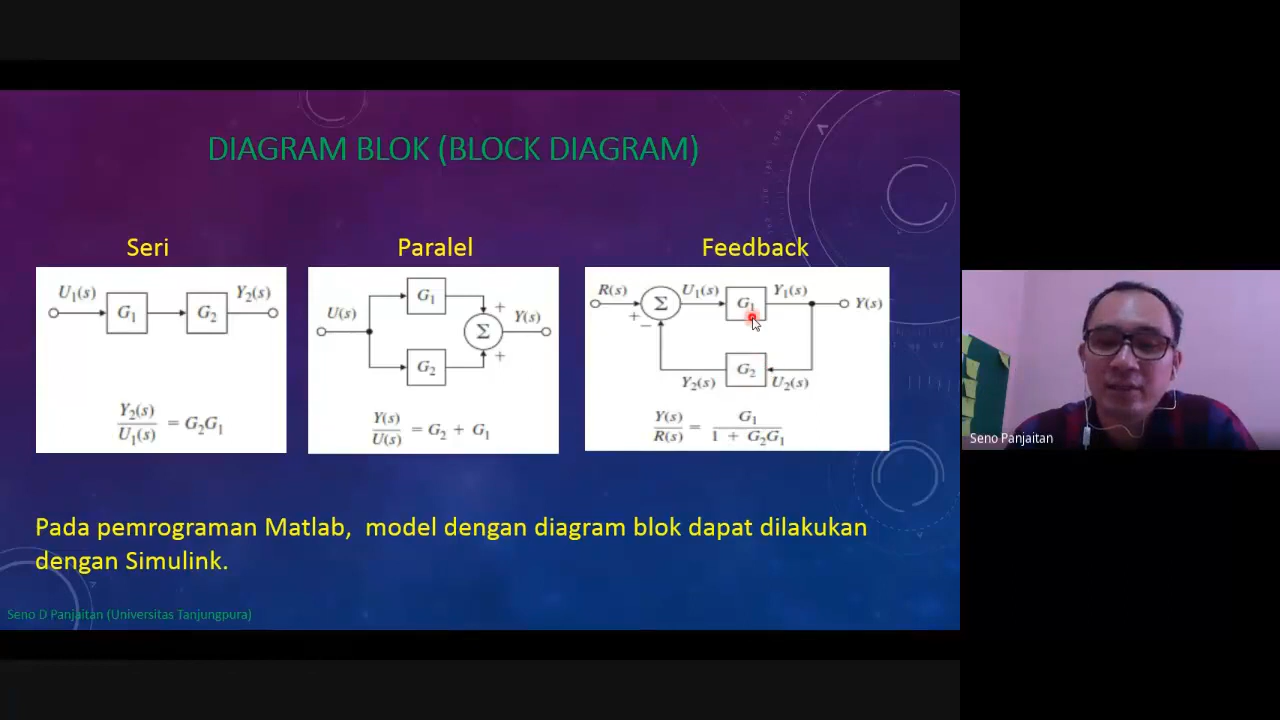 DIAGRAM BLOK (BLOCK DIAGRAM)
Seri
U₁(s) G₁ G₂ Y₂(s)
Y₂(s)/U₁(s) = G₂G₁
Paralel
U(s) G₁ G₂ + + Σ Y(s)
Y(s)/U(s) = G₂ + G₁
Feedback
R(s) + − Σ U₁(s) G₁ Y₁(s) Y(s)
Y₂(s) G₂ U₂(s)
Y(s)/R(s) = G₁/(1 + G₂G₁)
Pada pemrograman Matlab, model dengan diagram blok dapat dilakukan
dengan Simulink.
Seno D Panjaitan (Universitas Tanjungpura)
Seno Panjaitan